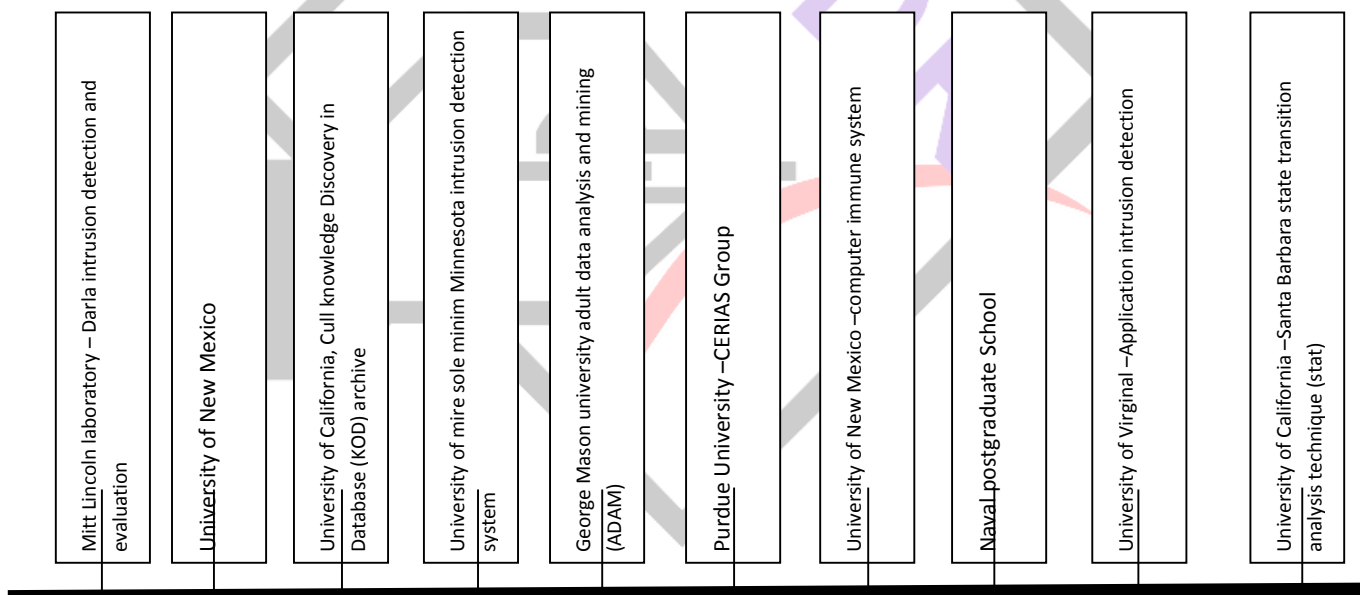 Mitt Lincoln laboratory – Darla intrusion detection and
evaluation
University of New Mexico
University of California, Cull knowledge Discovery in
Database (KOD) archive
University of mire sole minim Minnesota intrusion detection
system
George Mason university adult data analysis and mining
(ADAM)
Purdue University –CERIAS Group
University of New Mexico –computer immune system
Naval postgraduate School
University of Virginal –Application intrusion detection
University of California –Santa Barbara state transition
analysis technique (stat)